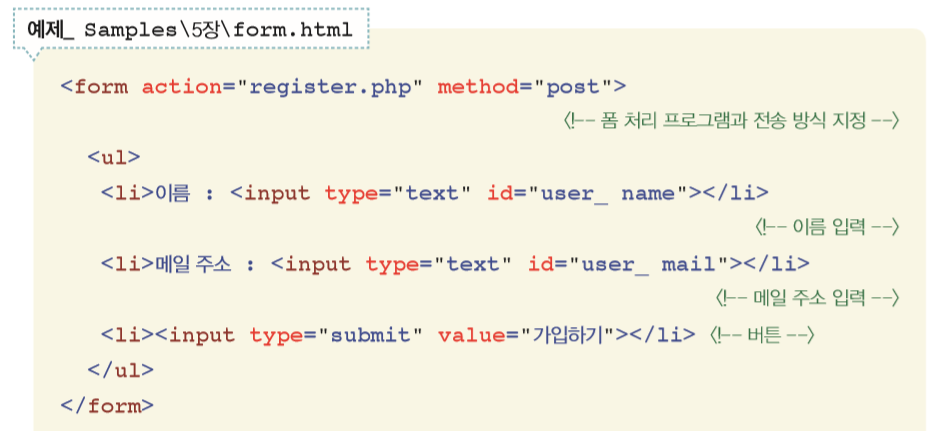 예제_ Samples\5장\form.html
<form action="register.php" method="post">
<!-- 폼 처리 프로그램과 전송 방식 지정 -->
<ul>
<li>이름 : <input type="text" id="user_ name"></li>
<!-- 이름 입력 -->
<li>메일 주소 : <input type="text" id="user_ mail"></li>
<!-- 메일 주소 입력 -->
<li><input type="submit" value="가입하기"></li> <!-- 버튼 -->
</ul>
</form>